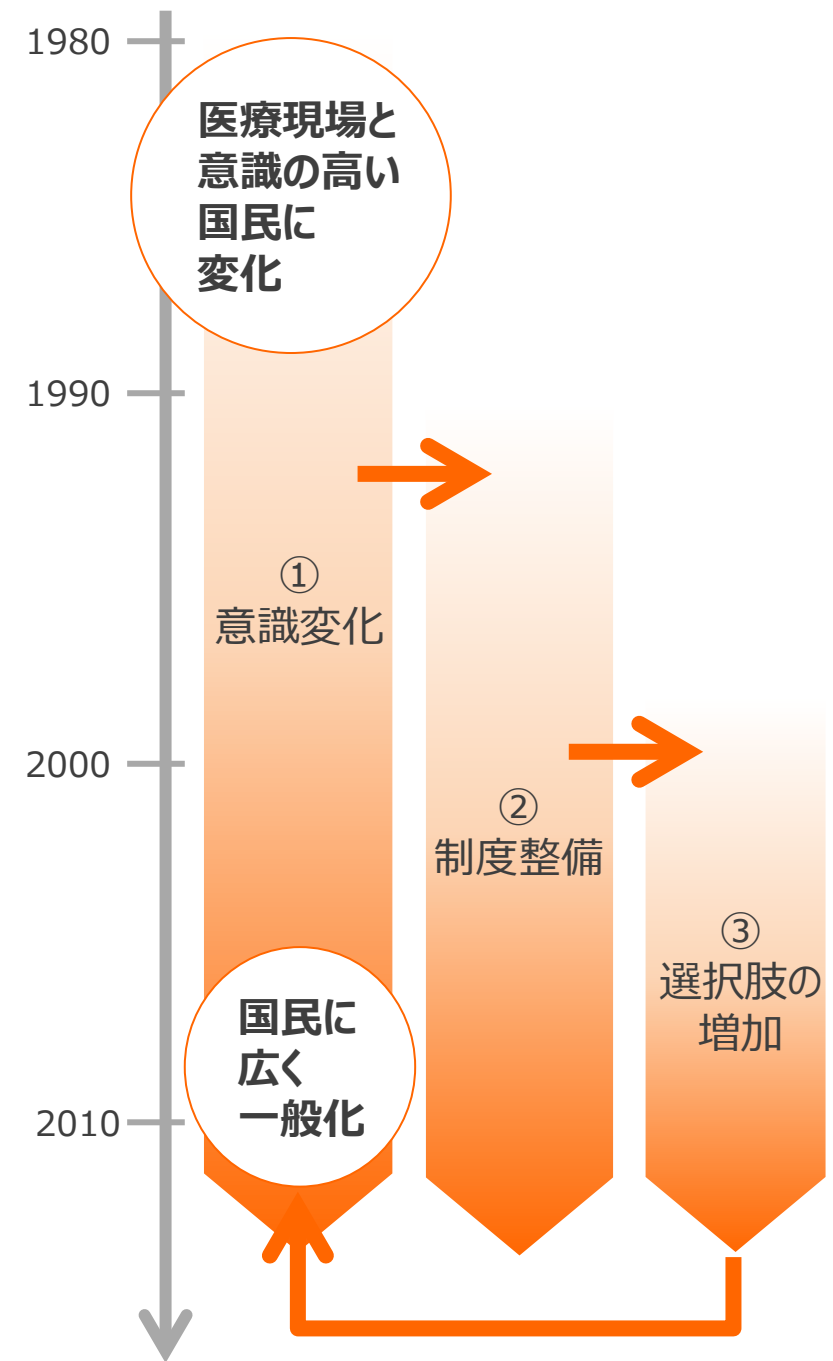 1980
医療現場と
意識の高い
国民に
変化
1990
①
意識変化
2000
②
制度整備
③
選択肢の
増加
国民に
広く
一般化
2010